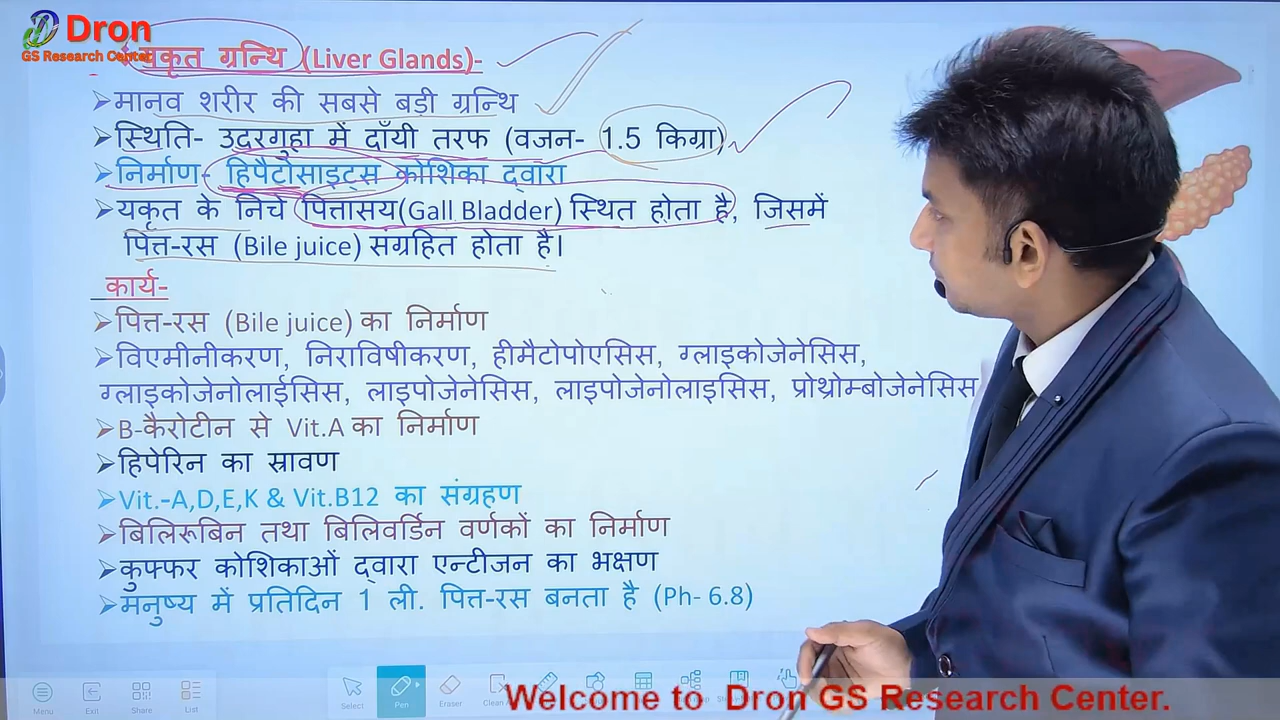 Dron
GS Research Center
यकृत ग्रन्थि (Liver Glands)-
➢मानव शरीर की सबसे बड़ी ग्रन्थि
➢स्थिति- उदरगुहा में दाँयी तरफ (वजन- 1.5 किग्रा)
➢निर्माण- हिपैटोसाइट्स कोशिका द्वारा
➢यकृत के निचे पित्तासय(Gall Bladder) स्थित होता है, जिसमें
पित्त-रस (Bile juice) संग्रहित होता है।
कार्य-
➢पित्त-रस (Bile juice) का निर्माण
➢विएमीनीकरण, निराविषीकरण, हीमैटोपोएसिस, ग्लाइकोजेनेसिस,
ग्लाइकोजेनोलाईसिस, लाइपोजेनेसिस, लाइपोजेनोलाइसिस, प्रोथ्रोम्बोजेनेसिस
➢B-कैरोटीन से Vit.A का निर्माण
➢हिपेरिन का स्रावण
➢Vit.-A,D,E,K & Vit.B12 का संग्रहण
➢बिलिरूबिन तथा बिलिवर्डिन वर्णकों का निर्माण
➢कुफ्फर कोशिकाओं द्वारा एन्टीजन का भक्षण
➢मनुष्य में प्रतिदिन 1 ली. पित्त-रस बनता है (Ph- 6.8)
Menu Exit Share List Select Pen Eraser
Welcome to Dron GS Research Center.